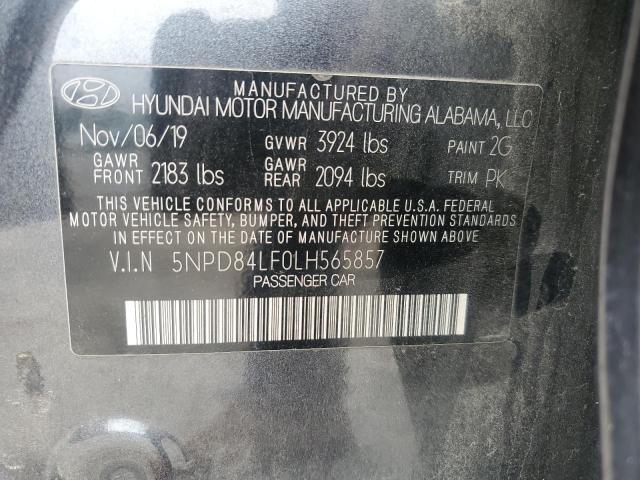 MANUFACTURED BY
HYUNDAI MOTOR MANUFACTURING ALABAMA, LLC
Nov/06/19 GVWR 3924 lbs PAINT 2G
GAWR FRONT 2183 lbs GAWR REAR 2094 lbs TRIM PK
THIS VEHICLE CONFORMS TO ALL APPLICABLE U.S.A. FEDERAL
MOTOR VEHICLE SAFETY, BUMPER, AND THEFT PREVENTION STANDARDS
IN EFFECT ON THE DATE OF MANUFACTURE SHOWN ABOVE.
V.I.N 5NPD84LF0LH565857
PASSENGER CAR